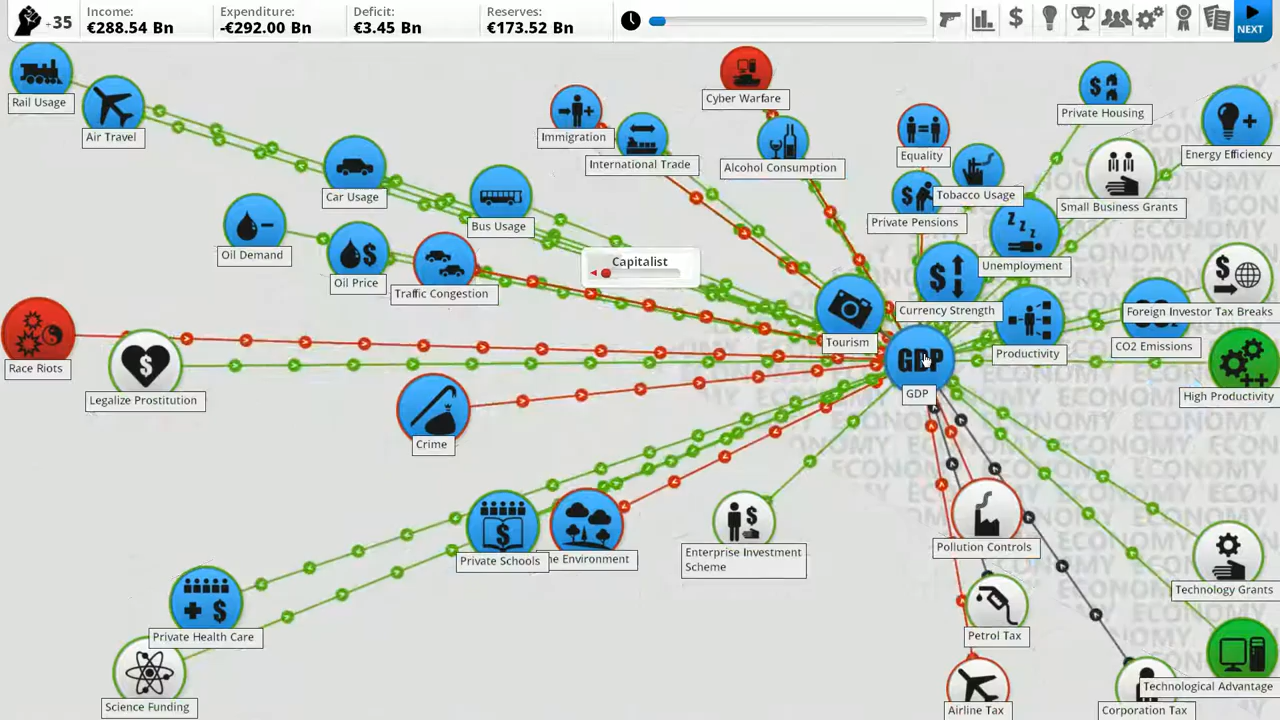 +35
Income:
€288.54 Bn
Expenditure:
-€292.00 Bn
Deficit:
€3.45 Bn
Reserves:
€173.52 Bn
NEXT
Rail Usage
Air Travel
Cyber Warfare
Immigration
International Trade
Alcohol Consumption
Equality
Private Housing
Energy Efficiency
Car Usage
Bus Usage
Private Pensions
Tobacco Usage
Small Business Grants
Oil Demand
Oil Price
Traffic Congestion
Capitalist
Unemployment
Currency Strength
Foreign Investor Tax Breaks
Tourism
Productivity
CO2 Emissions
Race Riots
Legalize Prostitution
GDP
GDP
High Productivity
Crime
Private Schools
he Environment
Enterprise Investment
Scheme
Pollution Controls
Technology Grants
Private Health Care
Petrol Tax
Science Funding
Airline Tax
Corporation Tax
Technological Advantage
ECONOMY